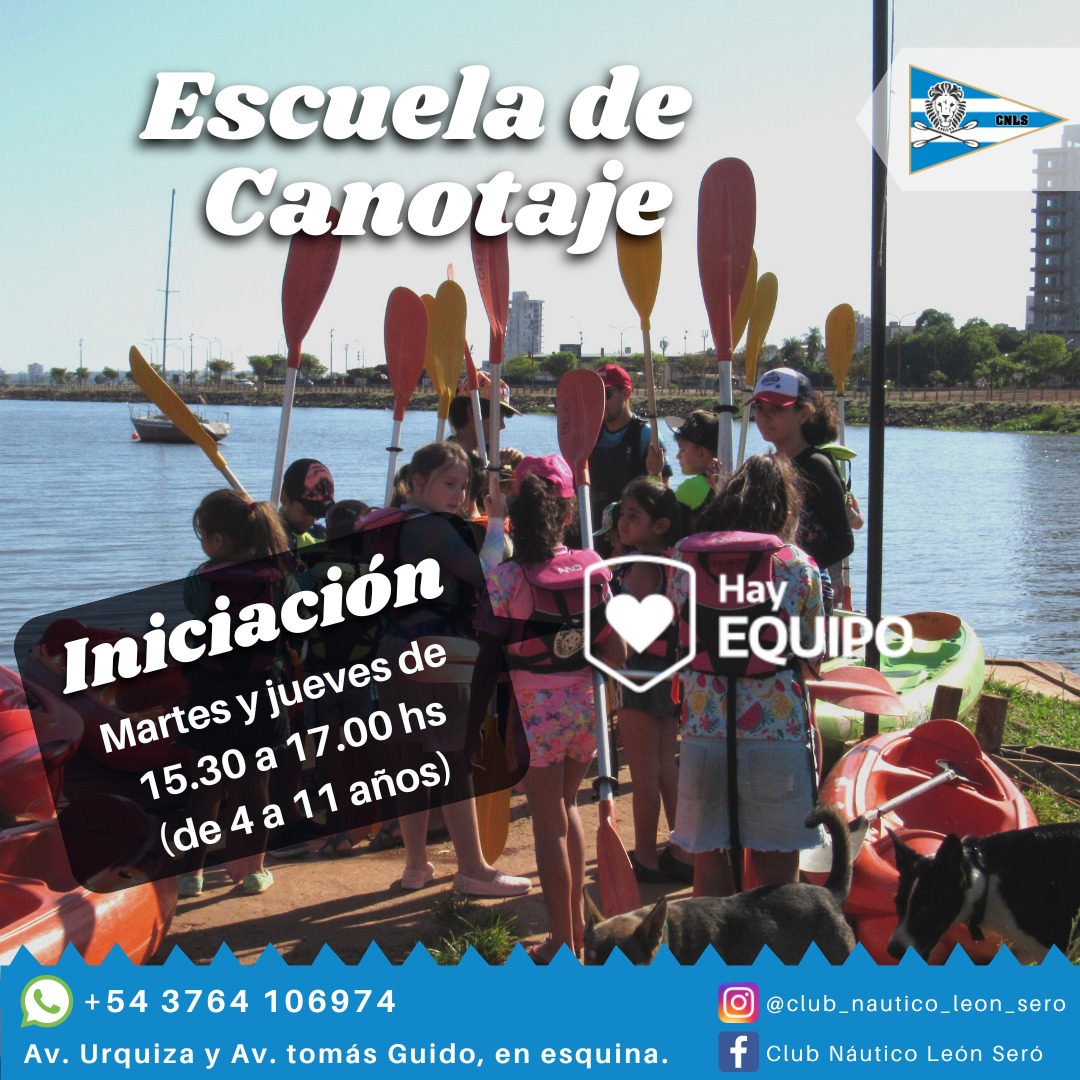 Escuela de
Canotaje
CNLS
Iniciación
Martes y jueves de
15.30 a 17.00 hs
(de 4 a 11 años)
Hay
EQUIPO
+54 3764 106974
@club_nautico_leon_sero
Av. Urquiza y Av. tomás Guido, en esquina.
Club Náutico León Seró